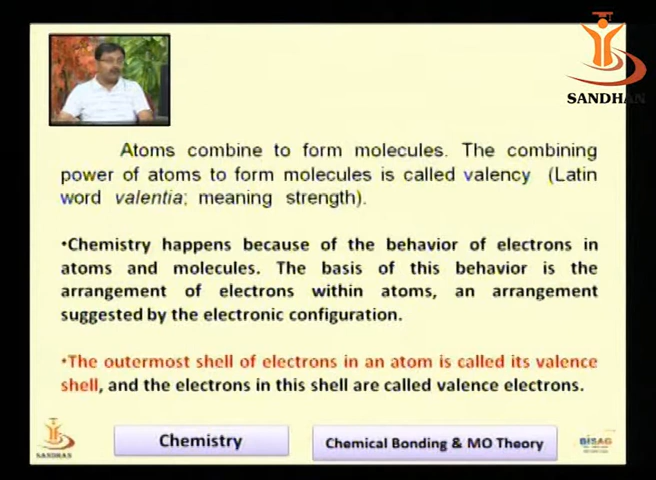 SANDHAN
Atoms combine to form molecules. The combining
power of atoms to form molecules is called valency (Latin
word valentia; meaning strength).
•Chemistry happens because of the behavior of electrons in
atoms and molecules. The basis of this behavior is the
arrangement of electrons within atoms, an arrangement
suggested by the electronic configuration.
•The outermost shell of electrons in an atom is called its valence
shell, and the electrons in this shell are called valence electrons.
SANDHAN
Chemistry
Chemical Bonding & MO Theory
BISAG